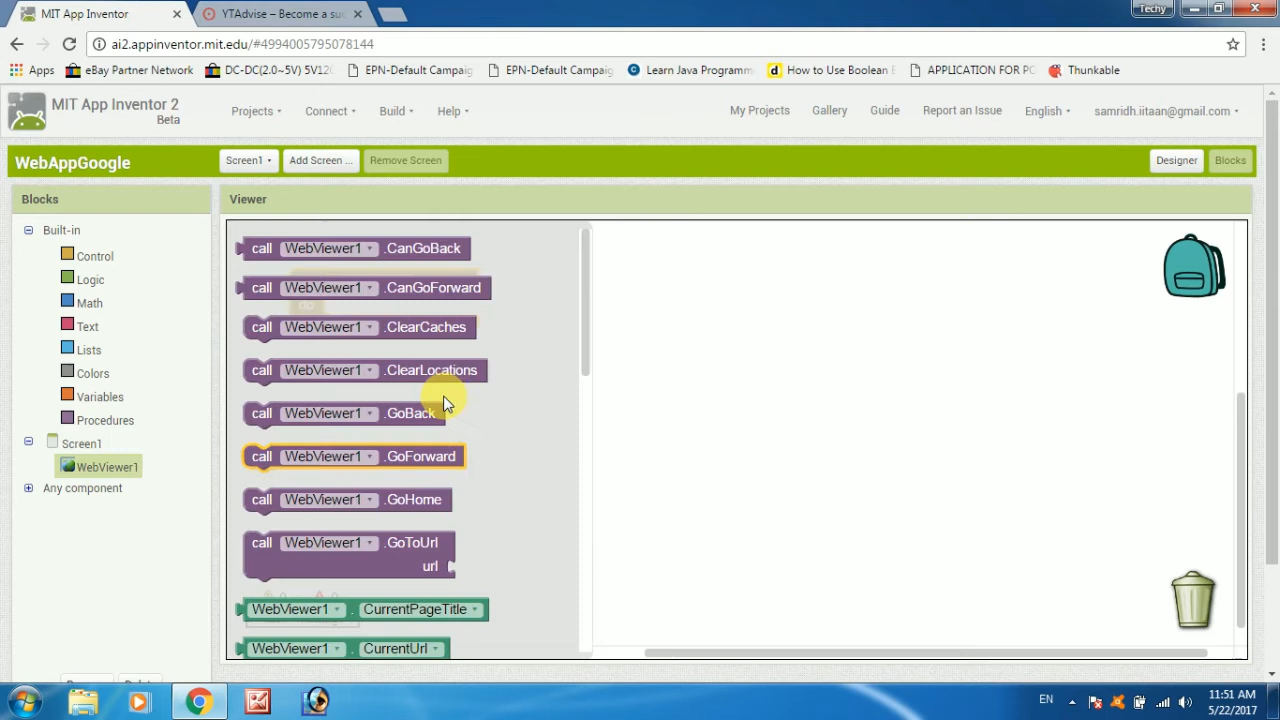 MIT App Inventor
YTAdvise – Become a suc
Techy
ai2.appinventor.mit.edu/#4994005795078144
Apps
eBay Partner Network
DC-DC(2.0~5V) 5V12
EPN-Default Campaig
EPN-Default Campaig
Learn Java Programm
How to Use Boolean E
APPLICATION FOR PC
Thunkable
MIT App Inventor 2
Beta
Projects
Connect
Build
Help
My Projects
Gallery
Guide
Report an Issue
English
samridh.iitaan@gmail.com
WebAppGoogle
Screen1
Add Screen ...
Remove Screen
Designer
Blocks
Blocks
Viewer
Built-in
Control
Logic
Math
Text
Lists
Colors
Variables
Procedures
Screen1
WebViewer1
Any component
call WebViewer1 .CanGoBack
call WebViewer1 .CanGoForward
do
call WebViewer1 .ClearCaches
call WebViewer1 .ClearLocations
call WebViewer1 .GoBack
call WebViewer1 .GoForward
call WebViewer1 .GoHome
call WebViewer1 .GoToUrl
url
WebViewer1 . CurrentPageTitle
WebViewer1 . CurrentUrl
EN
11:51 AM
5/22/2017